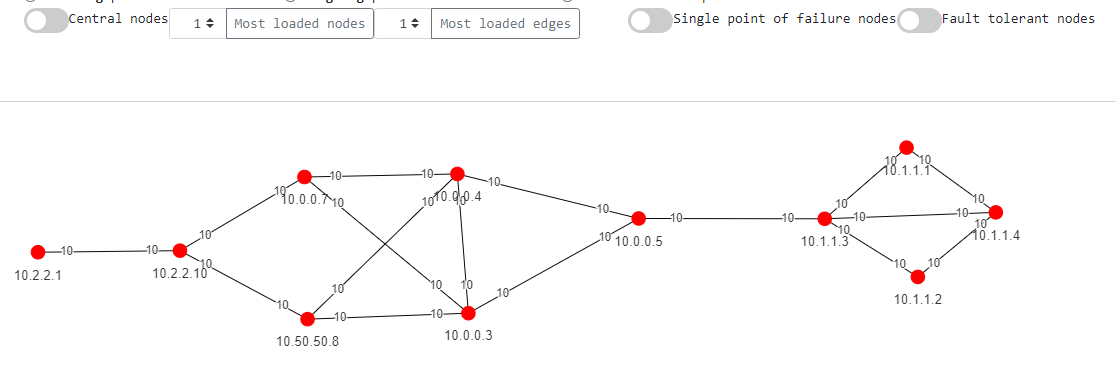 Central nodes 1 Most loaded nodes 1 Most loaded edges Single point of failure nodes Fault tolerant nodes
10 10 10.1.1.1
10 10 10
10 10.0.0.7 10 10 10.0.0.4 10 10 10
10 10 10 10 10 10
10 10.0.0.5 10.1.1.3 10 10 10.1.1.4
10 10
10.2.2.1 10.2.2.10 10 10 10
10 10 10 10 10
10 10 10 10.1.1.2
10.50.50.8 10.0.0.3